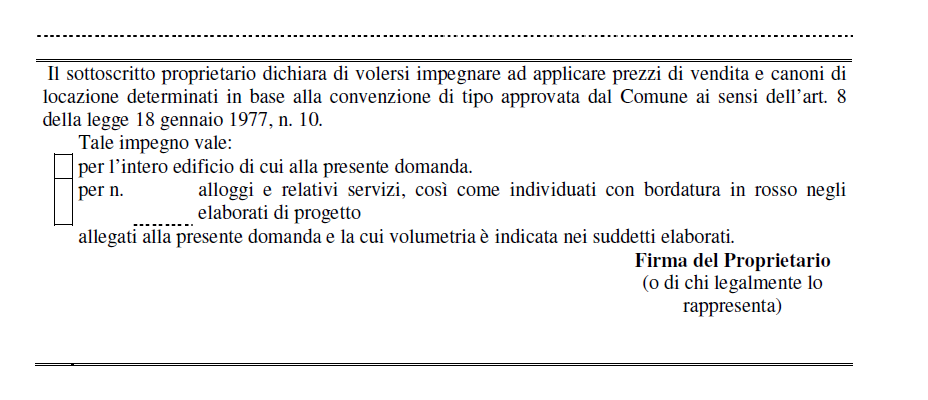 Il sottoscritto proprietario dichiara di volersi impegnare ad applicare prezzi di vendita e canoni di
locazione determinati in base alla convenzione di tipo approvata dal Comune ai sensi dell'art. 8
della legge 18 gennaio 1977, n. 10.
Tale impegno vale:
per l'intero edificio di cui alla presente domanda.
per n. alloggi e relativi servizi, così come individuati con bordatura in rosso negli
elaborati di progetto
allegati alla presente domanda e la cui volumetria è indicata nei suddetti elaborati.
Firma del Proprietario
(o di chi legalmente lo
rappresenta)